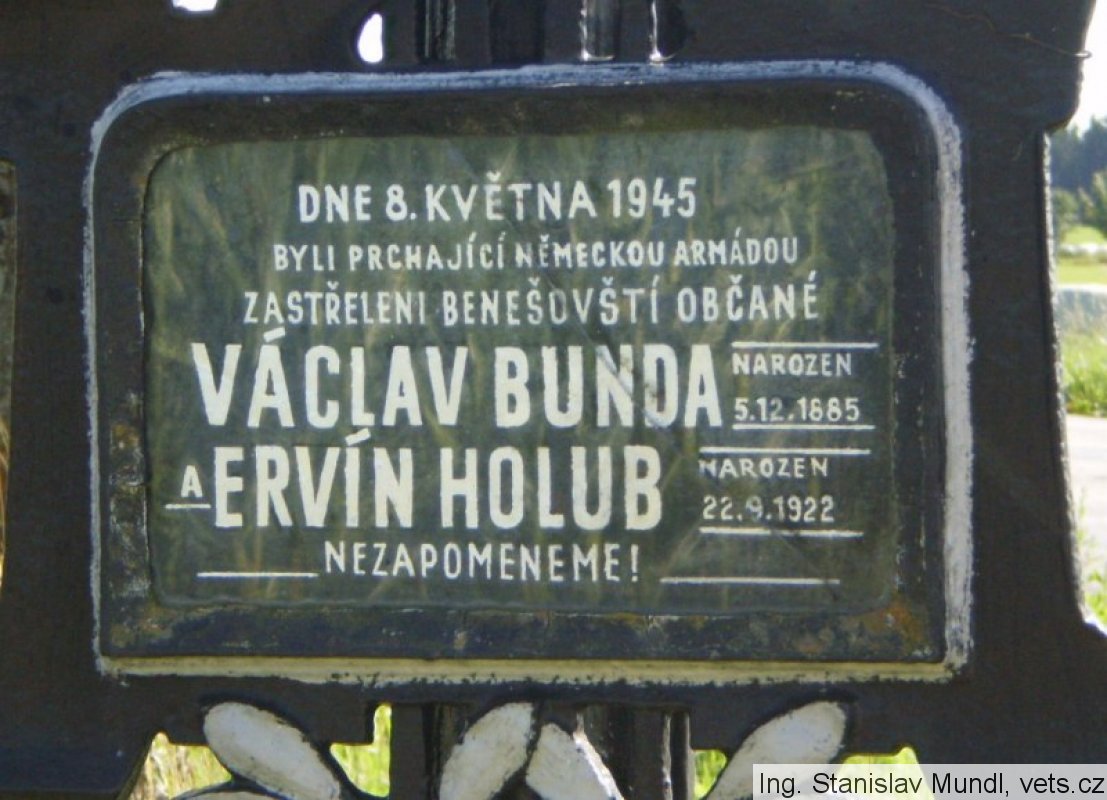 DNE 8. KVĚTNA 1945
BYLI PRCHAJÍCÍ NĚMECKOU ARMÁDOU
ZASTŘELENI BENEŠOVŠTÍ OBČANÉ
VÁCLAV BUNDA NAROZEN 5.12.1885
A ERVÍN HOLUB NAROZEN 22.9.1922
NEZAPOMENEME!
Ing. Stanislav Mundl, vets.cz